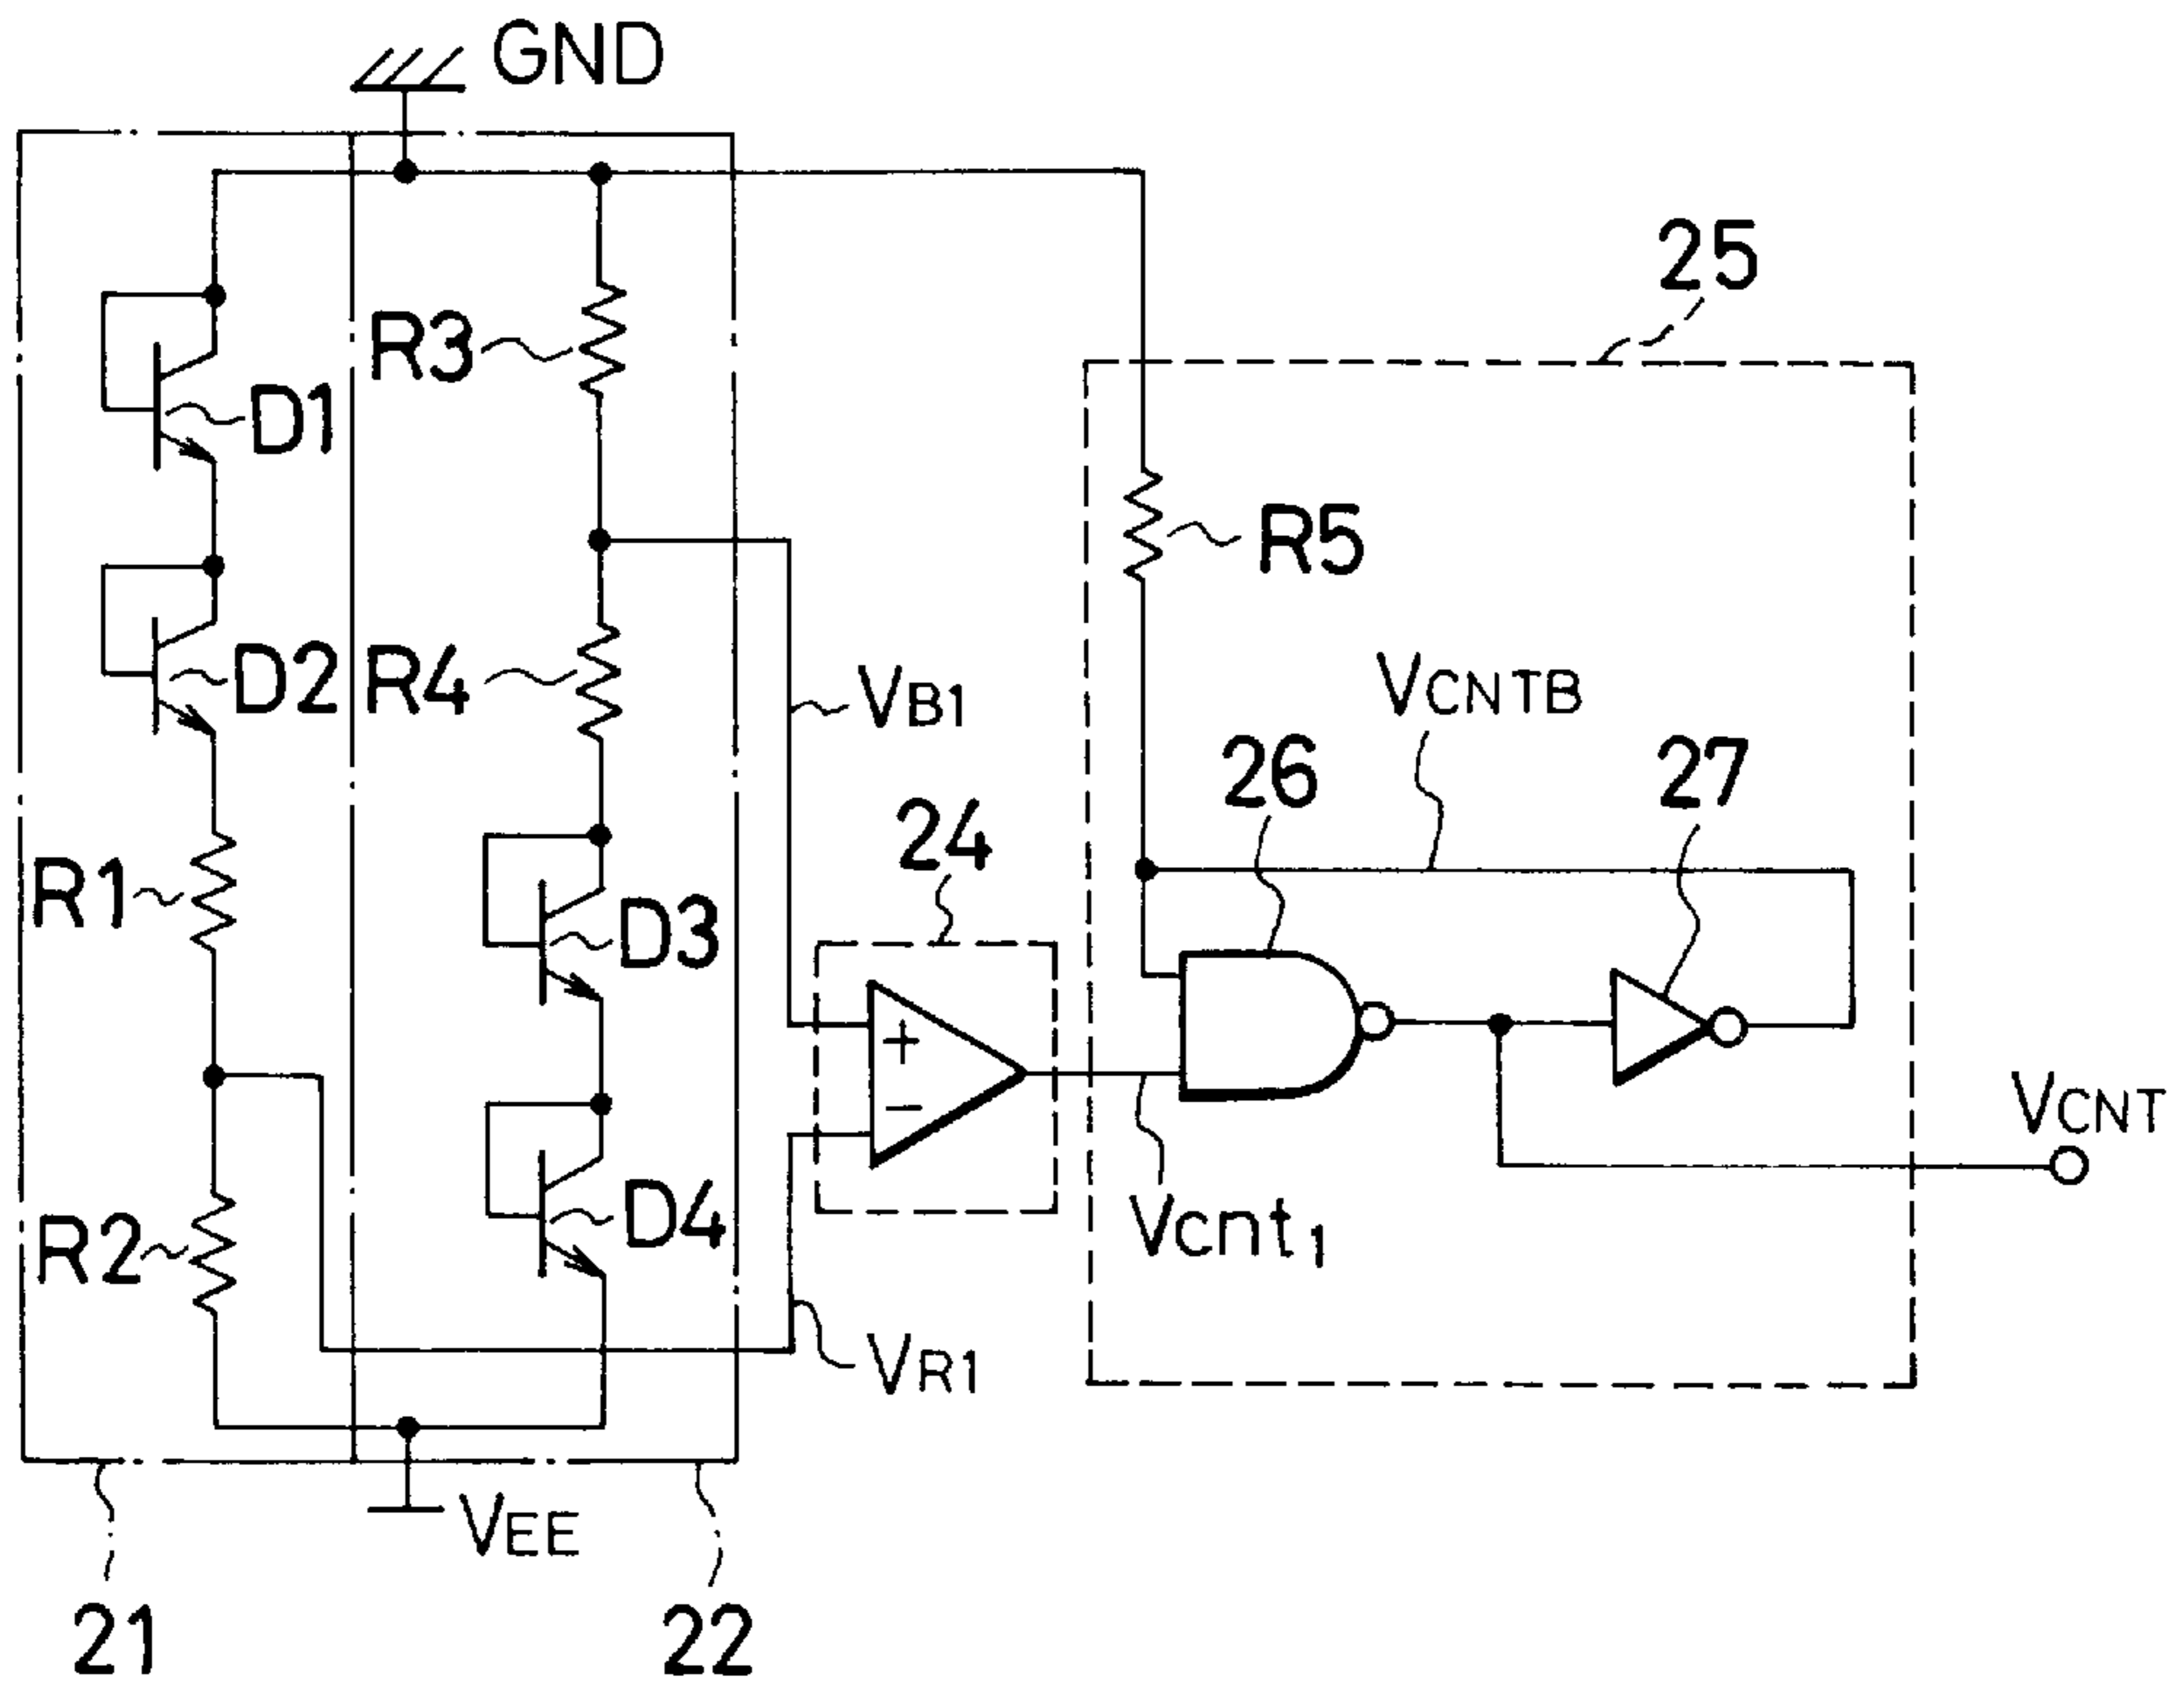 GND
25
R3
D1
R5
D2
R4
VB1
VCNTB
26
27
24
R1
D3
+
−
VCNT
R2
D4
Vcnt1
VR1
VEE
21
22